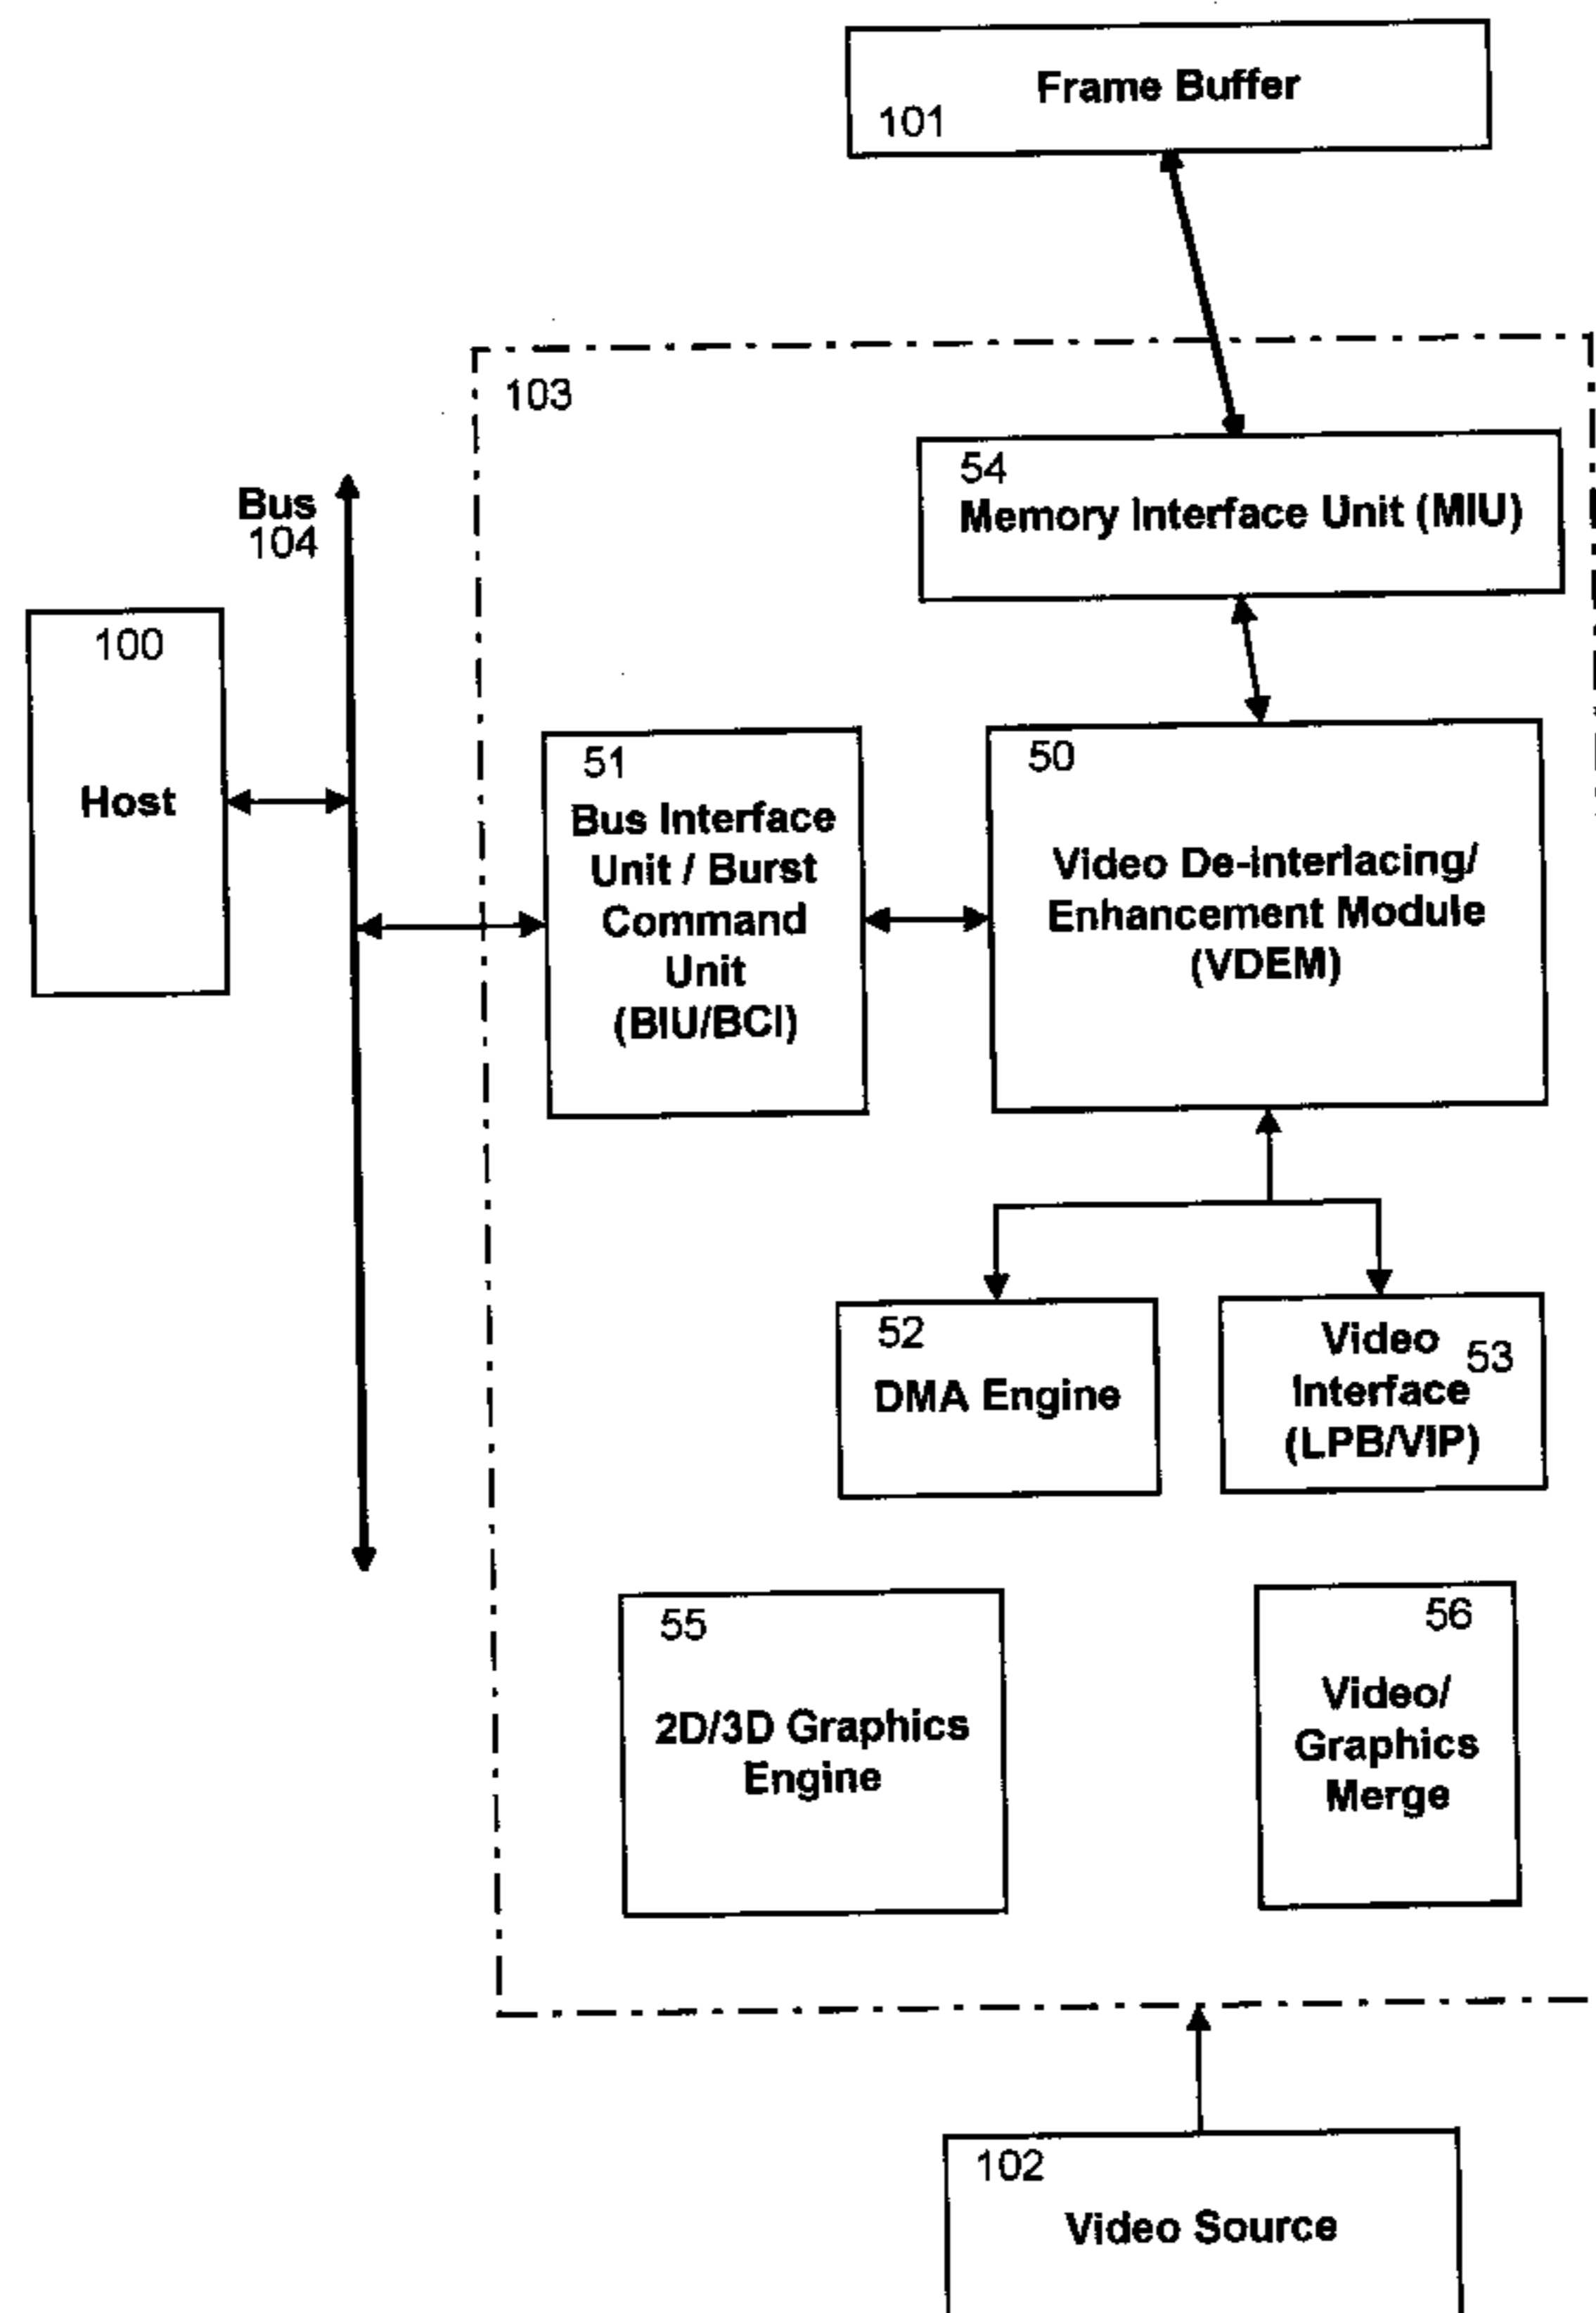 Frame Buffer
101
103
54
Memory Interface Unit (MIU)
Bus
104
100
Host
51
Bus Interface
Unit / Burst
Command
Unit
(BIU/BCI)
50
Video De-interlacing/
Enhancement Module
(VDEM)
52
DMA Engine
Video
53
Interface
(LPB/VIP)
55
2D/3D Graphics
Engine
56
Video/
Graphics
Merge
102
Video Source